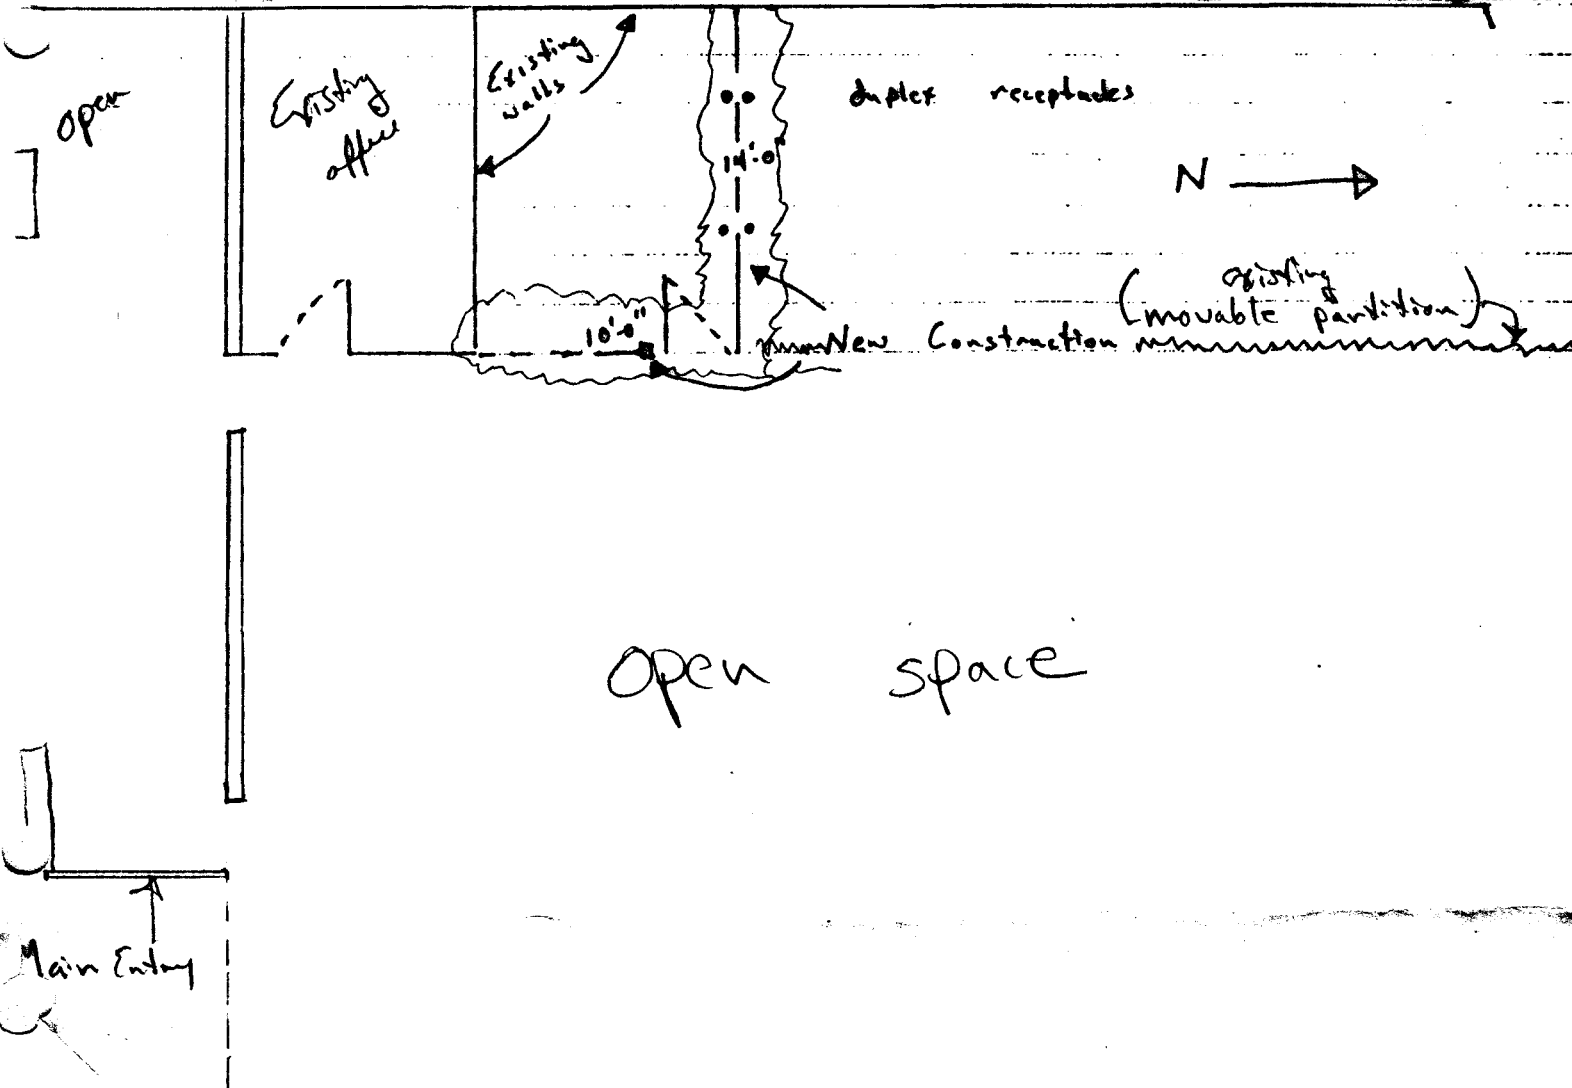 open
Existing
office
Existing
walls
duplex receptacles
14'-0"
N
existing
(movable partition)
10'-0"
New Construction
open space
Main Entry